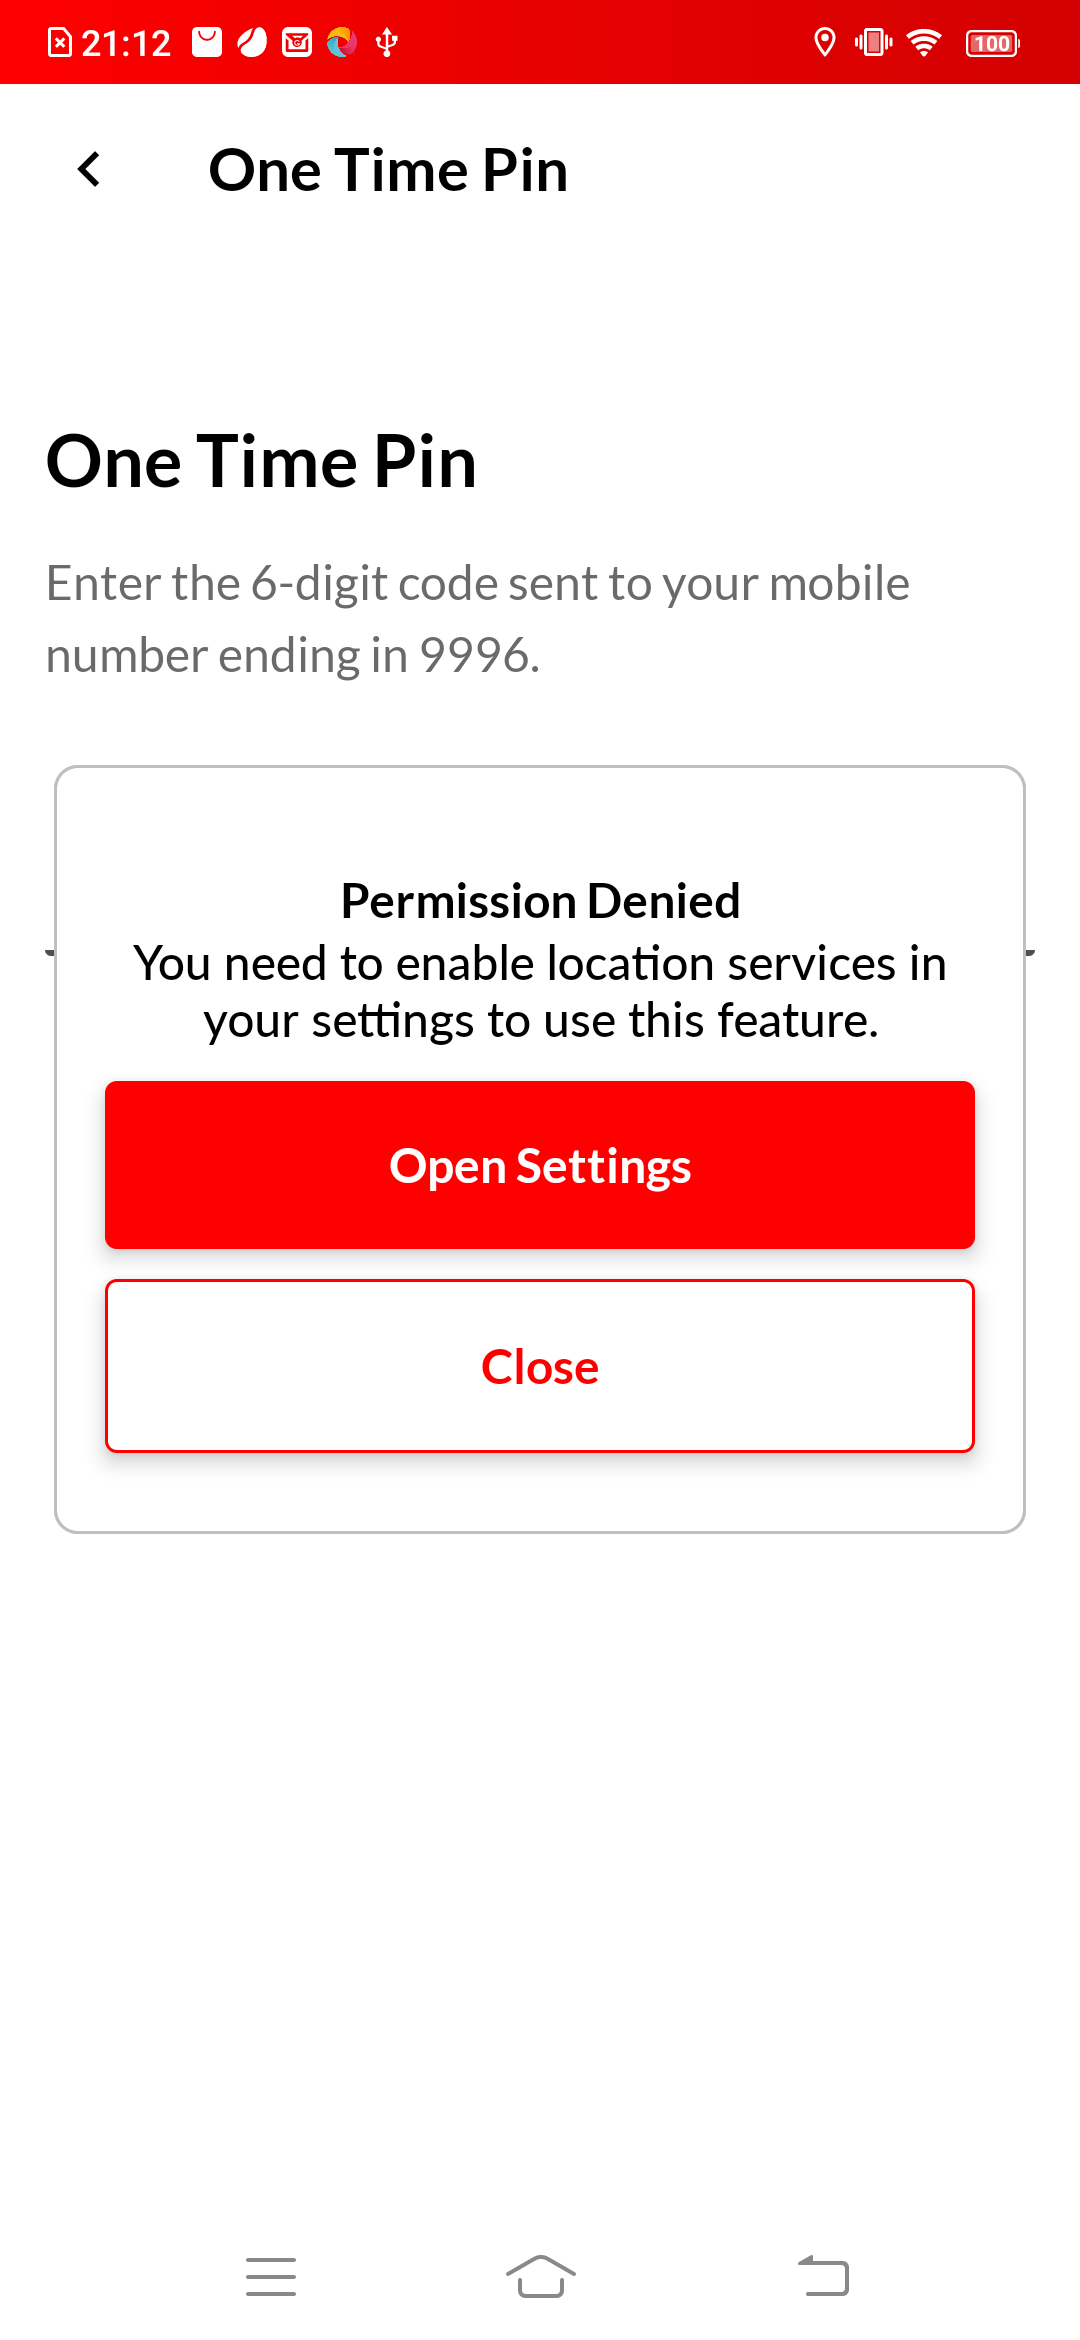 21:12
100
One Time Pin
One Time Pin
Enter the 6-digit code sent to your mobile
number ending in 9996.
Permission Denied
You need to enable location services in
your settings to use this feature.
Open Settings
Close